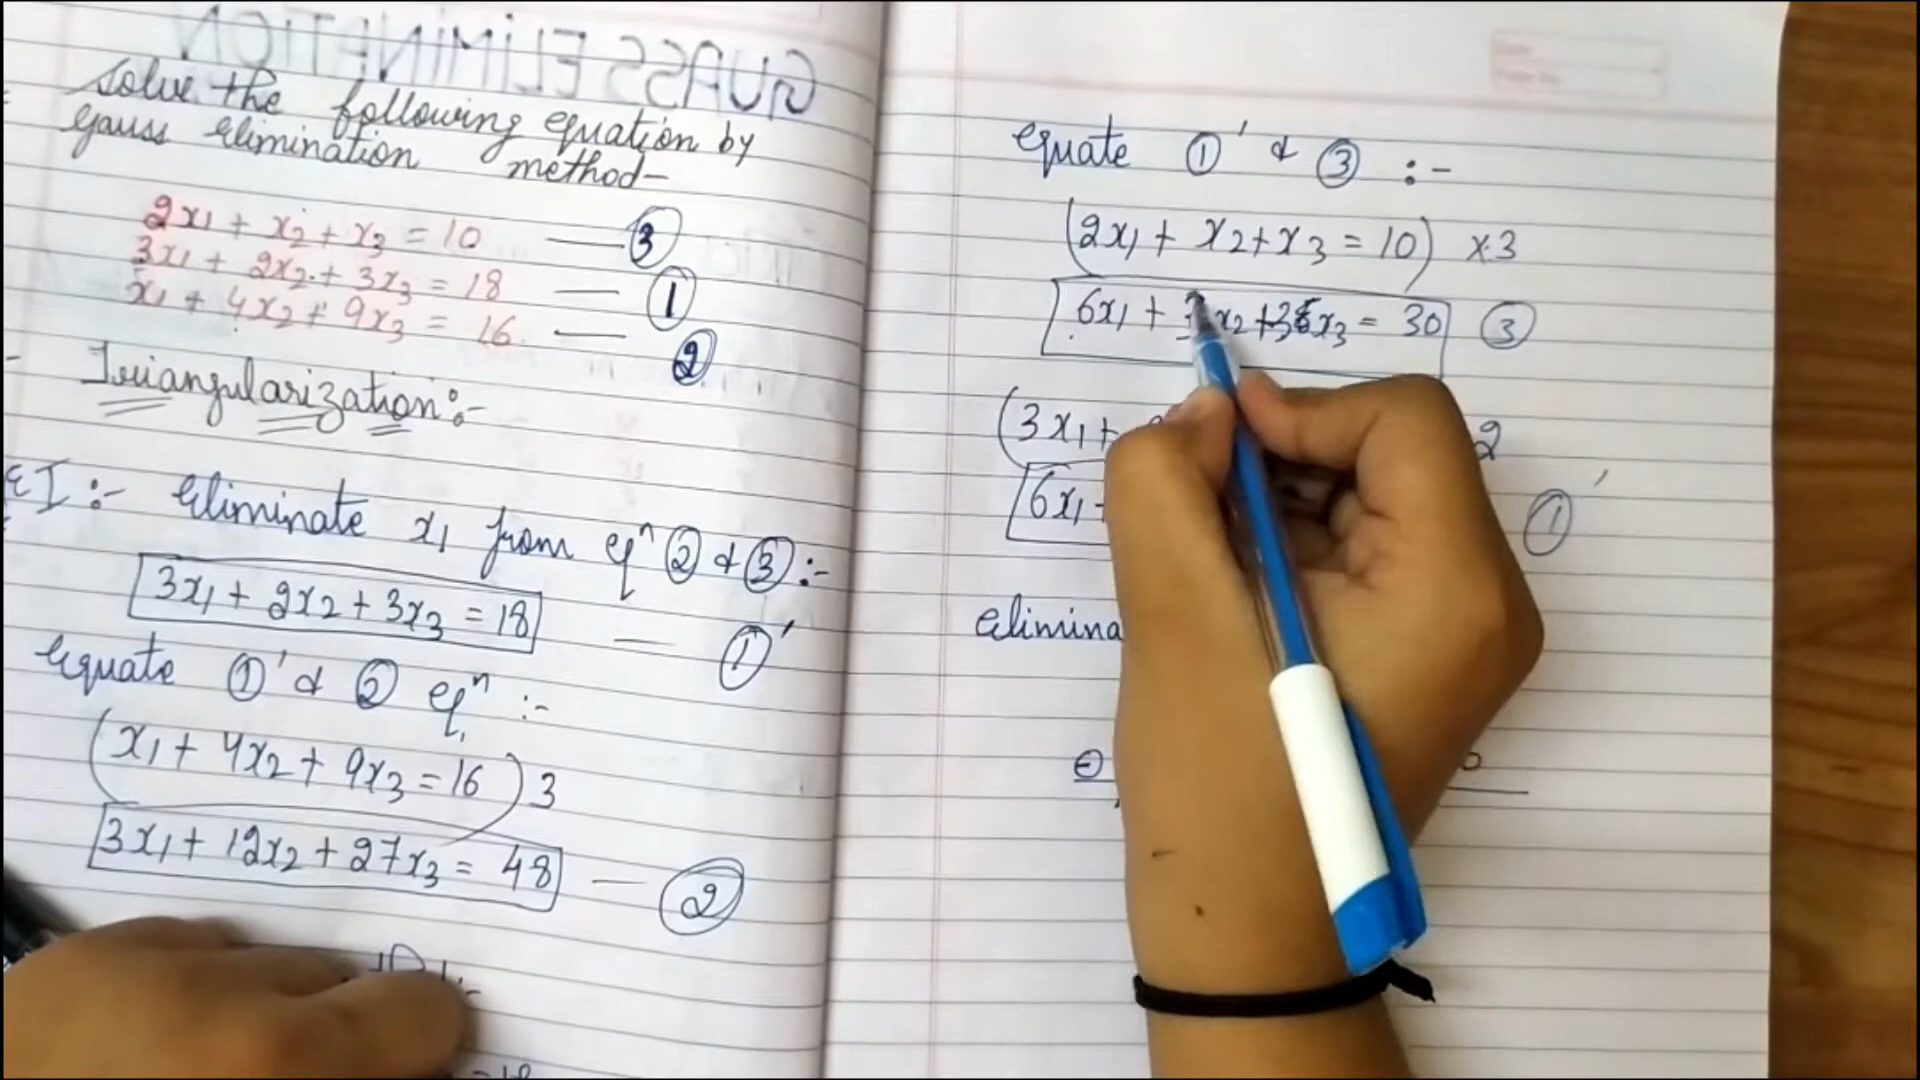 GUASS ELIMINATION
Solve the following equation by
gauss elimination method-
2x₁ + x₂ + x₃ = 10 — ③
3x₁ + 2x₂ + 3x₃ = 18 — ①
x₁ + 4x₂ + 9x₃ = 16 — ②
Triangularization:-
I :- Eliminate x₁ from eqⁿ ② & ③ :-
3x₁ + 2x₂ + 3x₃ = 18 — ①'
Equate ①' & ② eqⁿ :-
(x₁ + 4x₂ + 9x₃ = 16) 3
3x₁ + 12x₂ + 27x₃ = 48 — ②
Equate ①' & ③ :-
(2x₁ + x₂ + x₃ = 10) x 3
6x₁ + x₂ + x₃ = 30 ③
(3x₁ + 2
6x₁ + ①'
Elimina
⊖